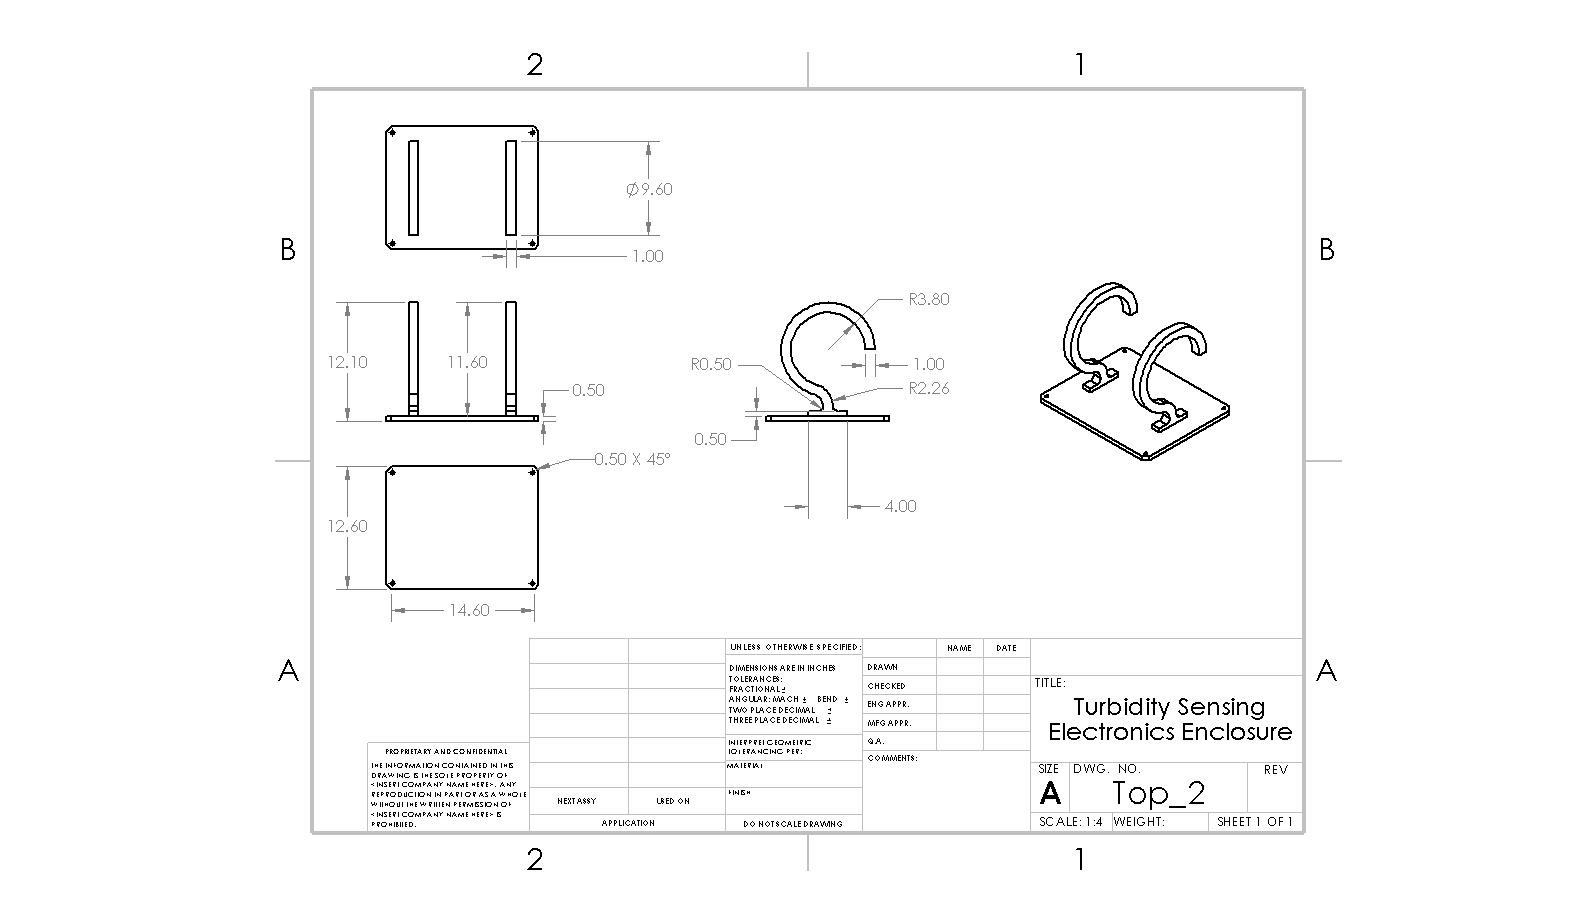 2
1
B
B
Ø9.60
1.00
R3.80
12.10
11.60
0.50
R0.50
1.00
R2.26
0.50
0.50 X 45°
4.00
12.60
14.60
A
A
UNLESS OTHERWISE SPECIFIED:
DIMENSIONS ARE IN INCHES
TOLERANCES:
FRACTIONAL ±
ANGULAR: MACH ± BEND ±
TWO PLACE DECIMAL ±
THREE PLACE DECIMAL ±
INTERPRET GEOMETRIC
TOLERANCING PER:
MATERIAL
FINISH
DO NOT SCALE DRAWING
NAME
DATE
DRAWN
CHECKED
ENG APPR.
MFG APPR.
Q.A.
COMMENTS:
TITLE:
Turbidity Sensing
Electronics Enclosure
SIZE
DWG. NO.
REV
A
Top_2
SCALE: 1:4
WEIGHT:
SHEET 1 OF 1
PROPRIETARY AND CONFIDENTIAL
THE INFORMATION CONTAINED IN THIS
DRAWING IS THE SOLE PROPERTY OF
<INSERT COMPANY NAME HERE>. ANY
REPRODUCTION IN PART OR AS A WHOLE
WITHOUT THE WRITTEN PERMISSION OF
<INSERT COMPANY NAME HERE> IS
PROHIBITED.
NEXT ASSY
USED ON
APPLICATION
2
1